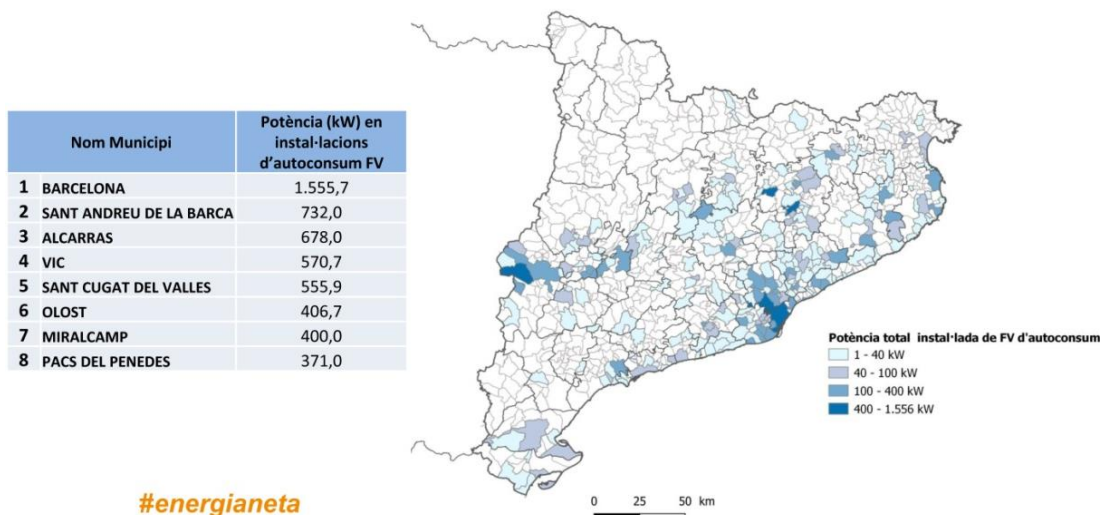 Nom Municipi
Potència (kW) en
instal·lacions
d'autoconsum FV
1 BARCELONA 1.555,7
2 SANT ANDREU DE LA BARCA 732,0
3 ALCARRAS 678,0
4 VIC 570,7
5 SANT CUGAT DEL VALLES 555,9
6 OLOST 406,7
7 MIRALCAMP 400,0
8 PACS DEL PENEDES 371,0
Potència total instal·lada de FV d'autoconsum
1 - 40 kW
40 - 100 kW
100 - 400 kW
400 - 1.556 kW
#energianeta
0 25 50 km